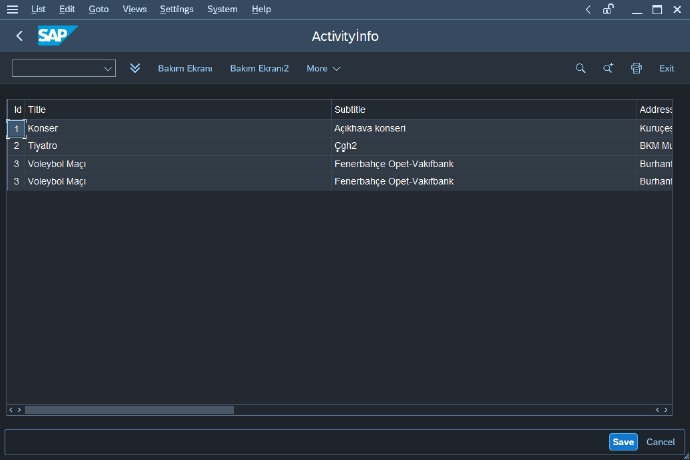 List Edit Goto Views Settings System Help
SAP ActivityInfo
Bakım Ekranı Bakım Ekranı2 More Exit
Id Title Subtitle Address
1 Konser Açıkhava konseri Kuruçeş
2 Tiyatro Çgh2 BKM Mu
3 Voleybol Maçı Fenerbahçe Opet-Vakıfbank Burhanf
3 Voleybol Maçı Fenerbahçe Opet-Vakıfbank Burhanf
Save Cancel